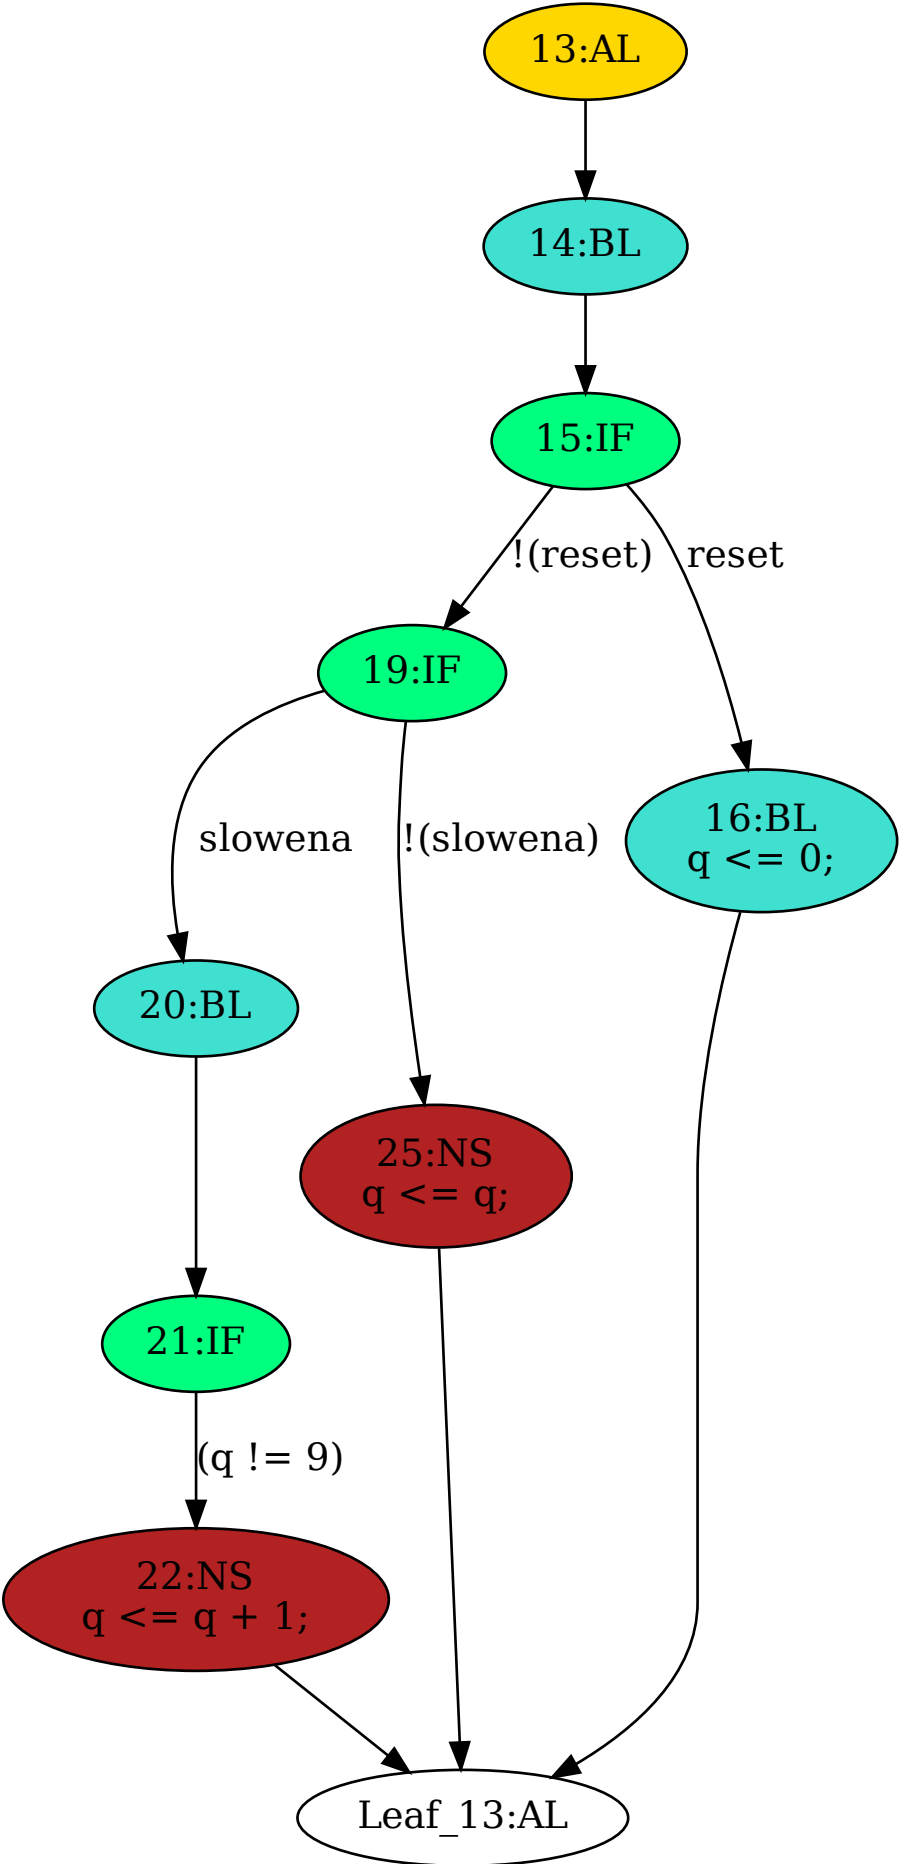 13:AL
14:BL
15:IF
!(reset)
reset
19:IF
16:BL
q <= 0;
slowena
!(slowena)
20:BL
25:NS
q <= q;
21:IF
(q != 9)
22:NS
q <= q + 1;
Leaf_13:AL